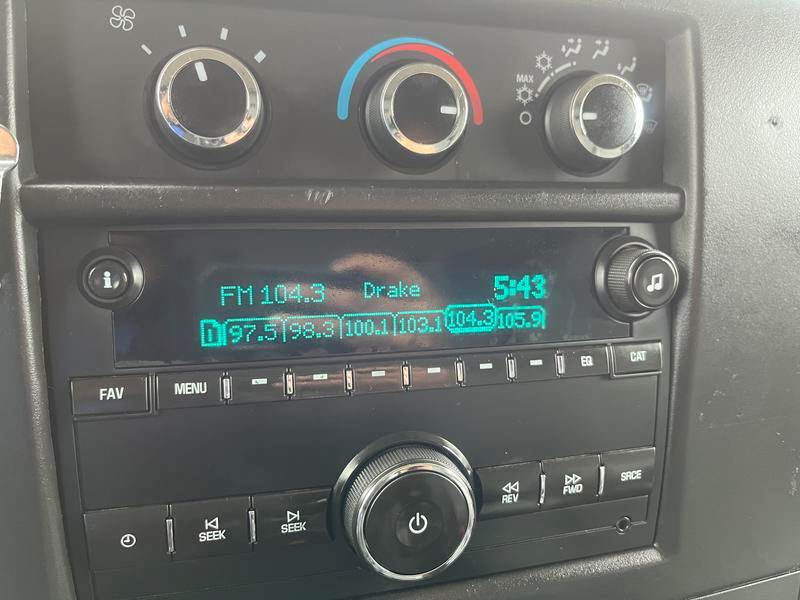 MAX
i
FM 104.3 Drake 5:43
1 97.5 98.3 100.1 103.1 104.3 105.9
FAV MENU EQ CAT
SEEK SEEK REV FWD SRCE